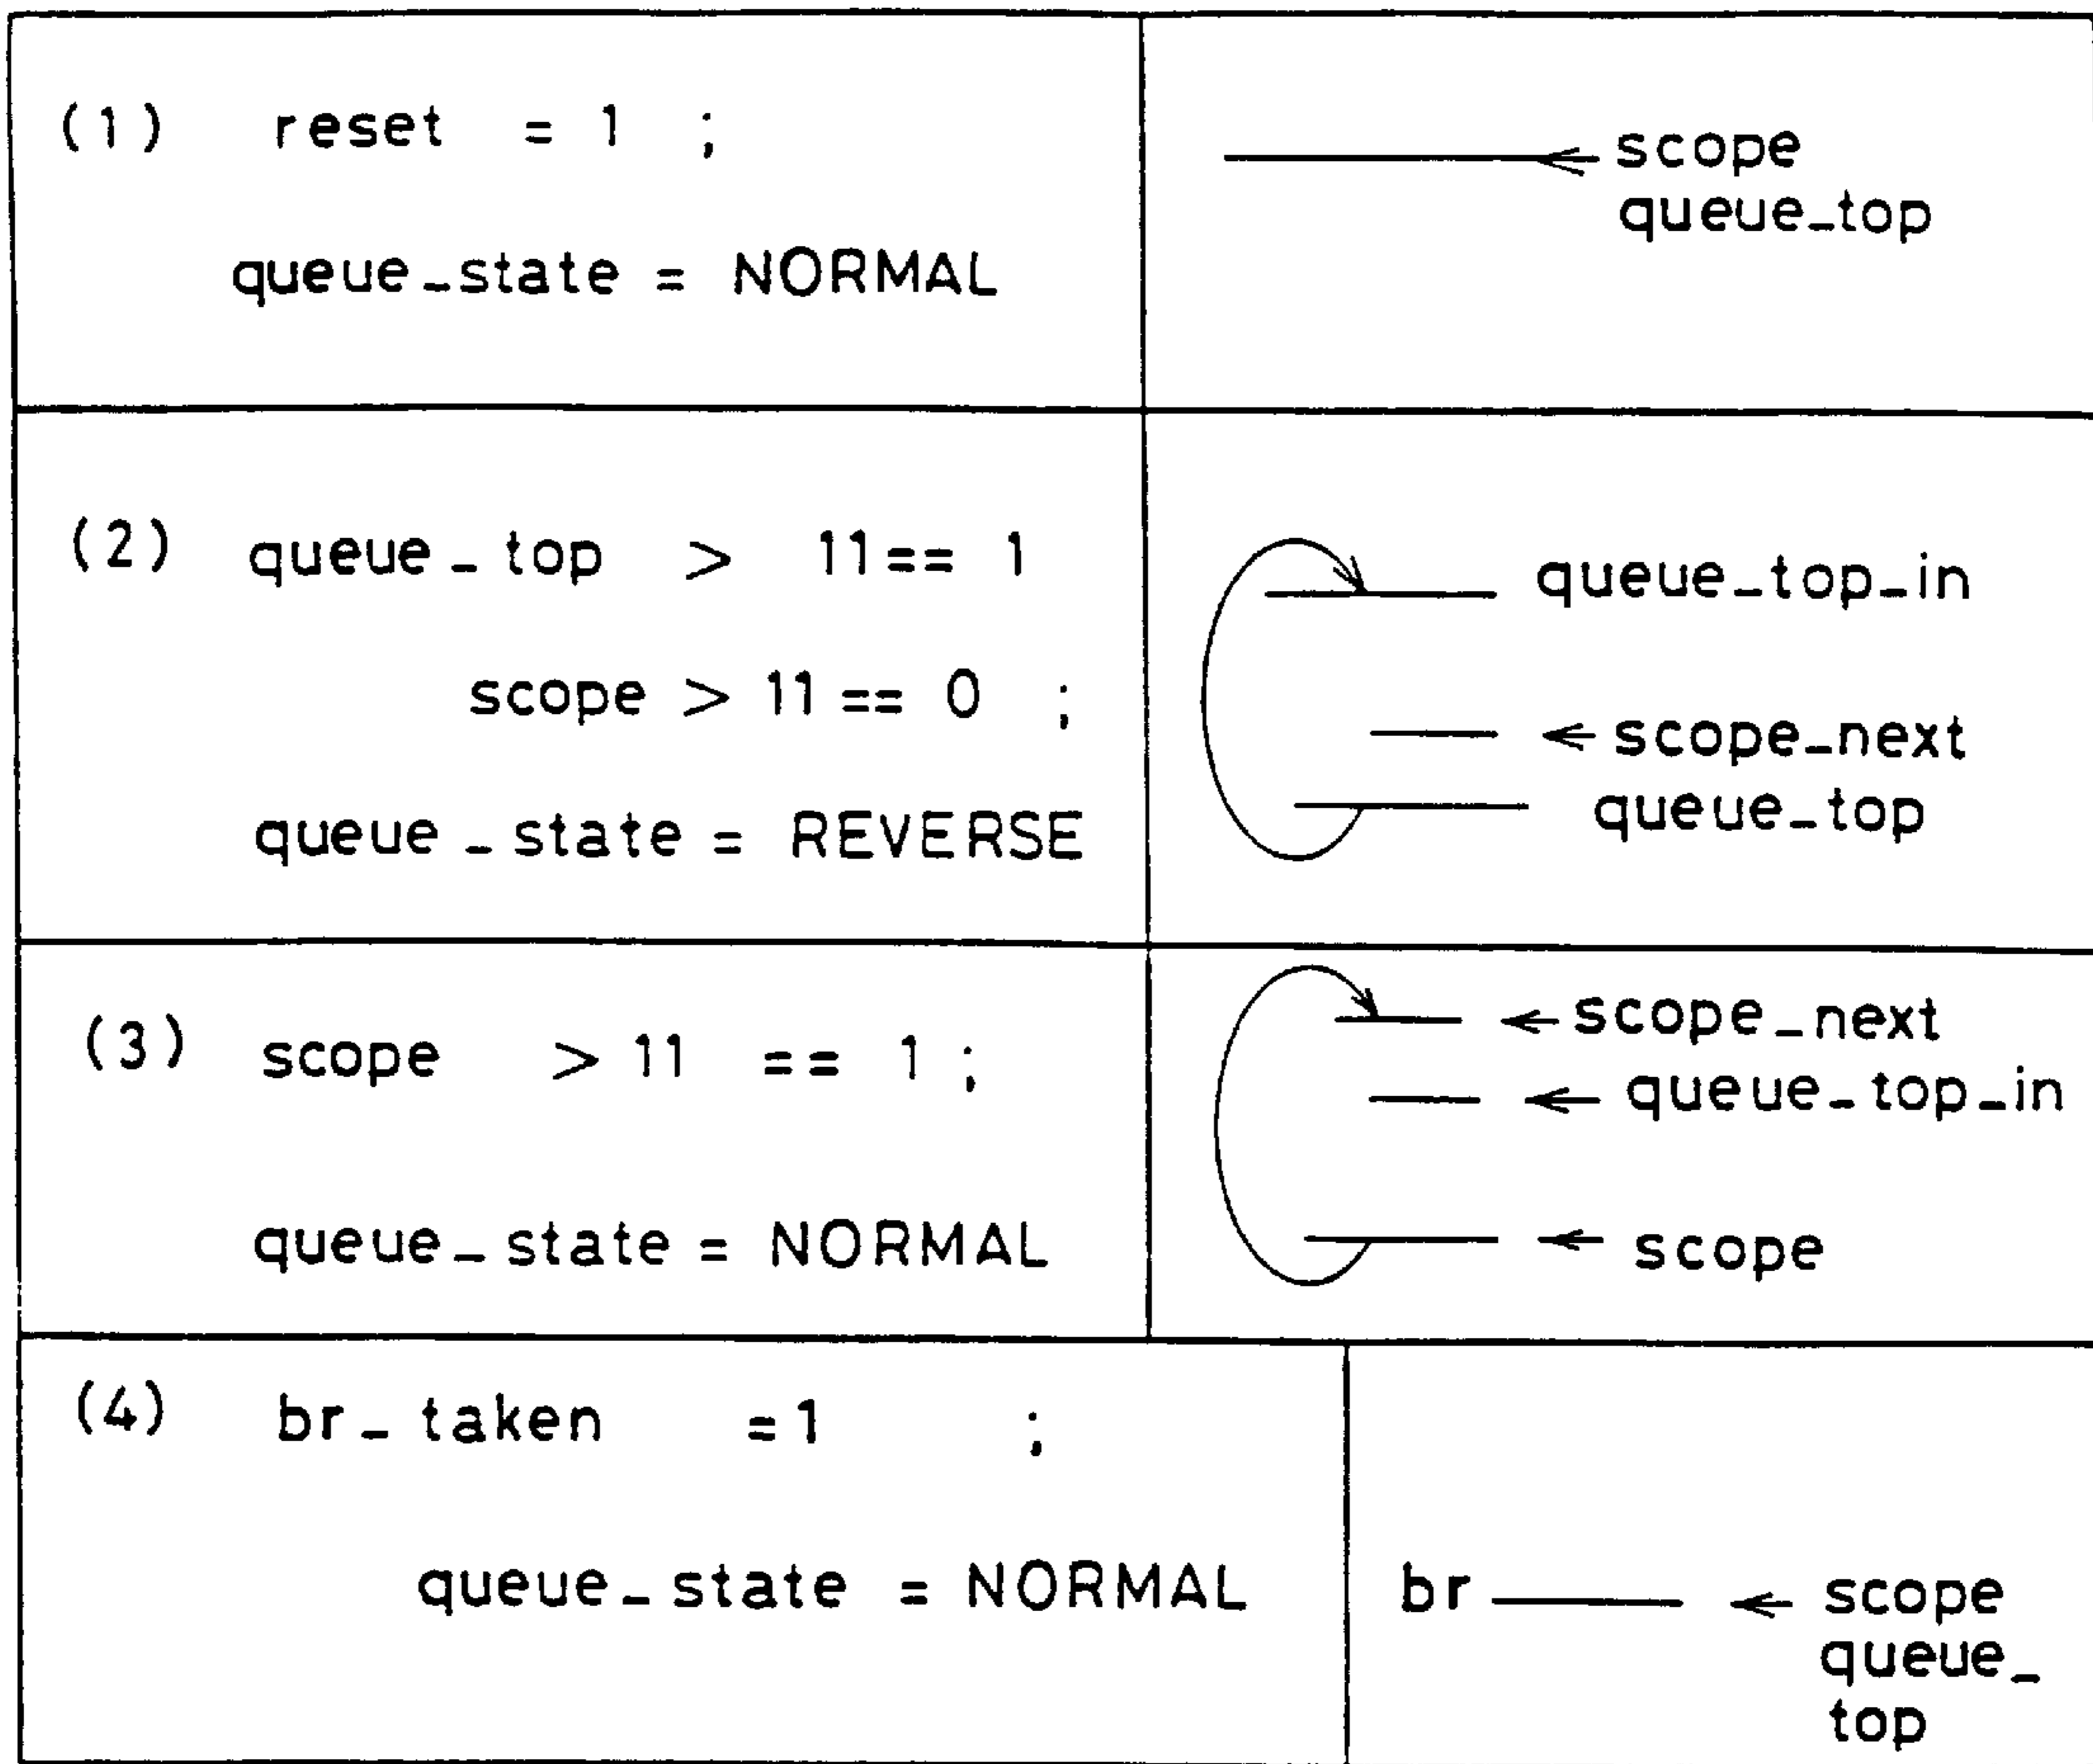 (1) reset = 1 ;
queue_state = NORMAL
scope
queue_top
(2) queue_top > 11 == 1
scope > 11 == 0 ;
queue_state = REVERSE
queue_top_in
scope_next
queue_top
(3) scope > 11 == 1 ;
queue_state = NORMAL
scope_next
queue_top_in
scope
(4) br_taken =1 ;
queue_state = NORMAL
br
scope
queue_
top